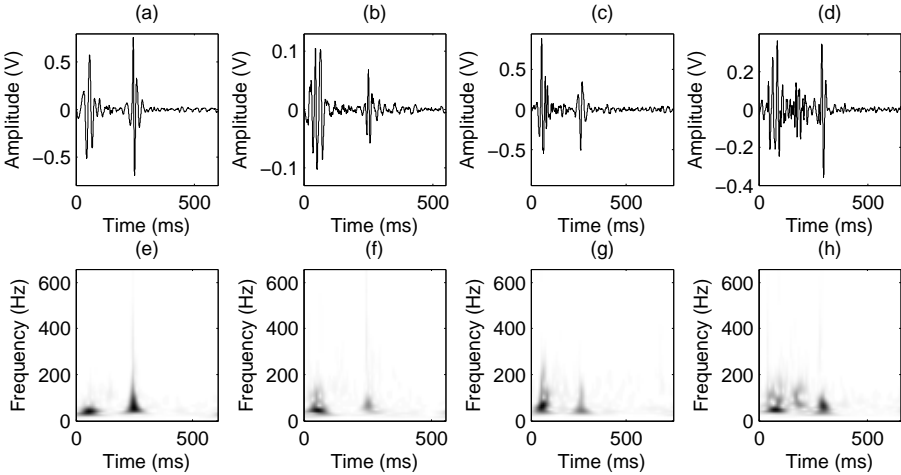 (a) (b) (c) (d)
Amplitude (V) Amplitude (V) Amplitude (V) Amplitude (V)
0.5 0.1 0.5 0.2
0 0 0 0
−0.5 −0.1 −0.5 −0.2
−0.4
0 500 0 500 0 500 0 500
Time (ms) Time (ms) Time (ms) Time (ms)
(e) (f) (g) (h)
Frequency (Hz) Frequency (Hz) Frequency (Hz) Frequency (Hz)
600 600 600 600
400 400 400 400
200 200 200 200
0 0 0 0
0 500 0 500 0 500 0 500
Time (ms) Time (ms) Time (ms) Time (ms)